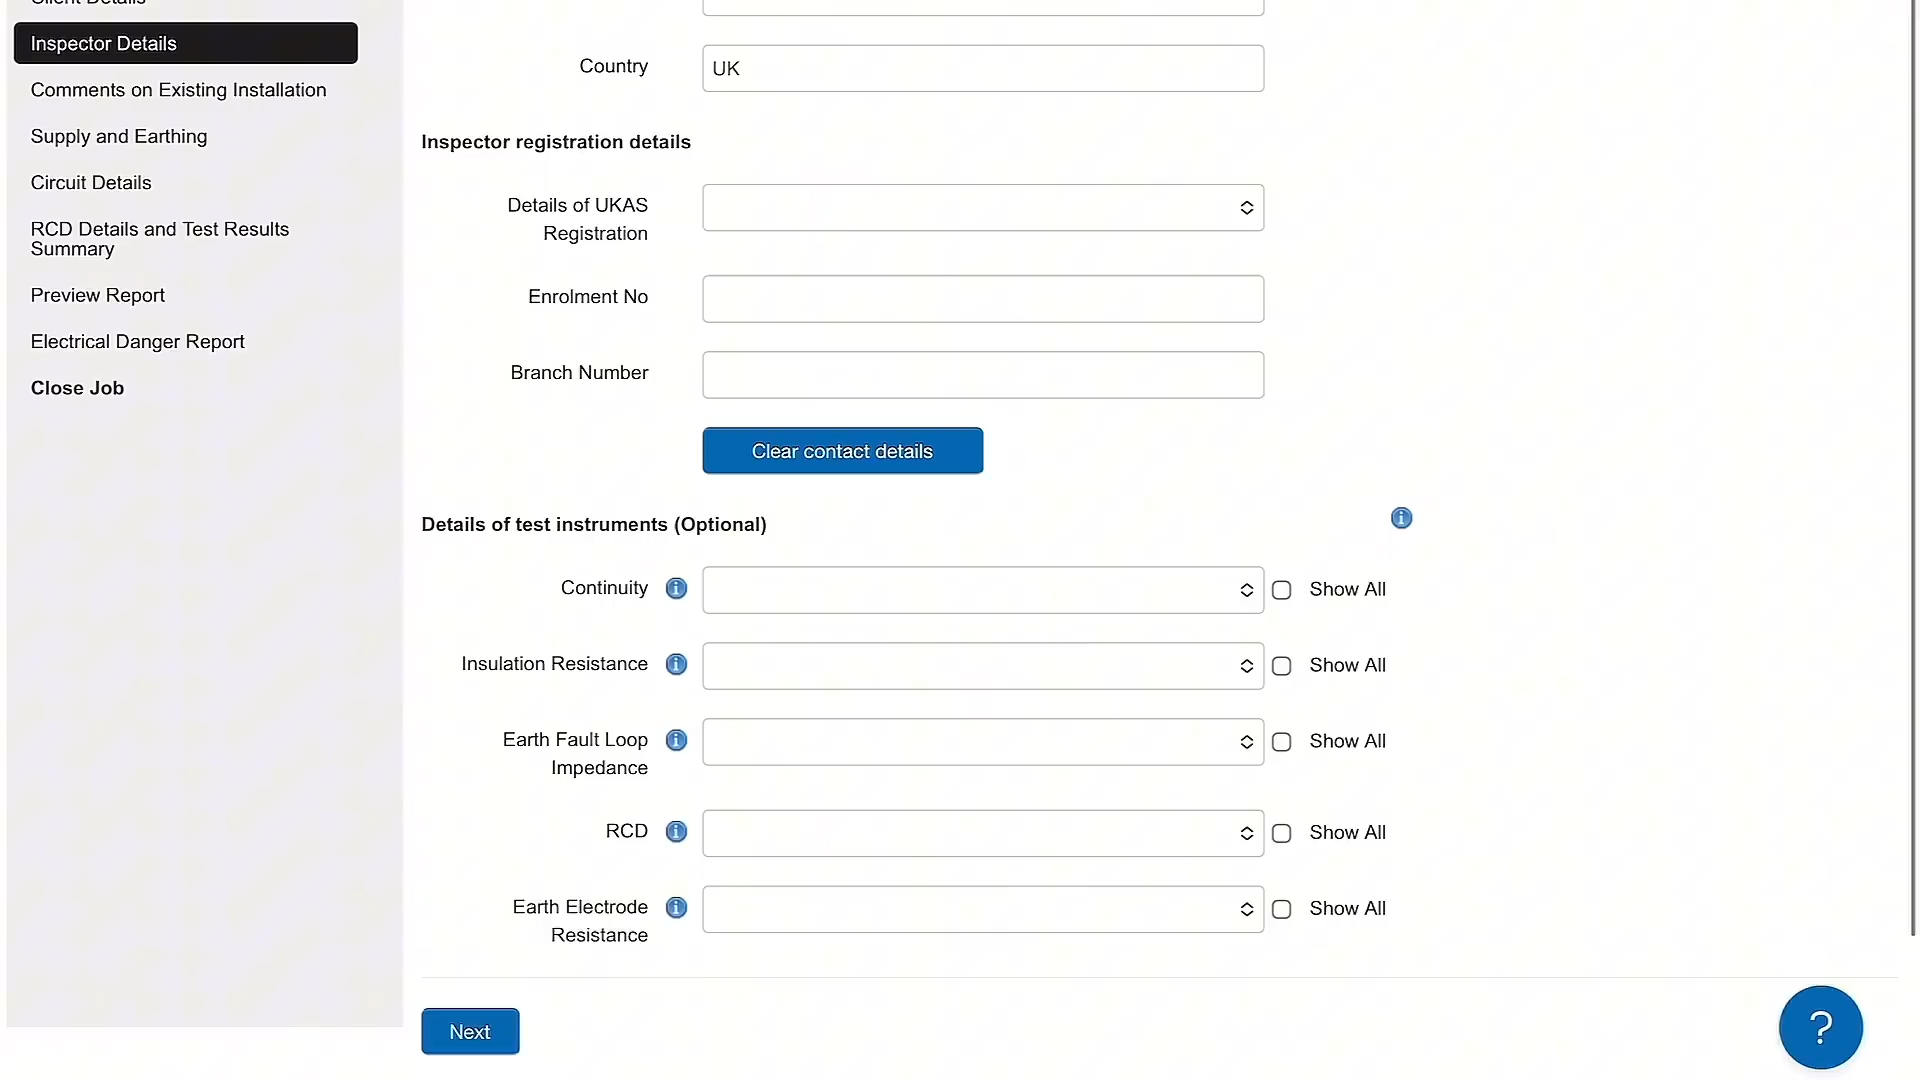 Client Details
Inspector Details
Comments on Existing Installation
Supply and Earthing
Circuit Details
RCD Details and Test Results
Summary
Preview Report
Electrical Danger Report
Close Job
Country
UK
Inspector registration details
Details of UKAS
Registration
Enrolment No
Branch Number
Clear contact details
Details of test instruments (Optional)
Continuity
Show All
Insulation Resistance
Show All
Earth Fault Loop
Impedance
Show All
RCD
Show All
Earth Electrode
Resistance
Show All
Next
?